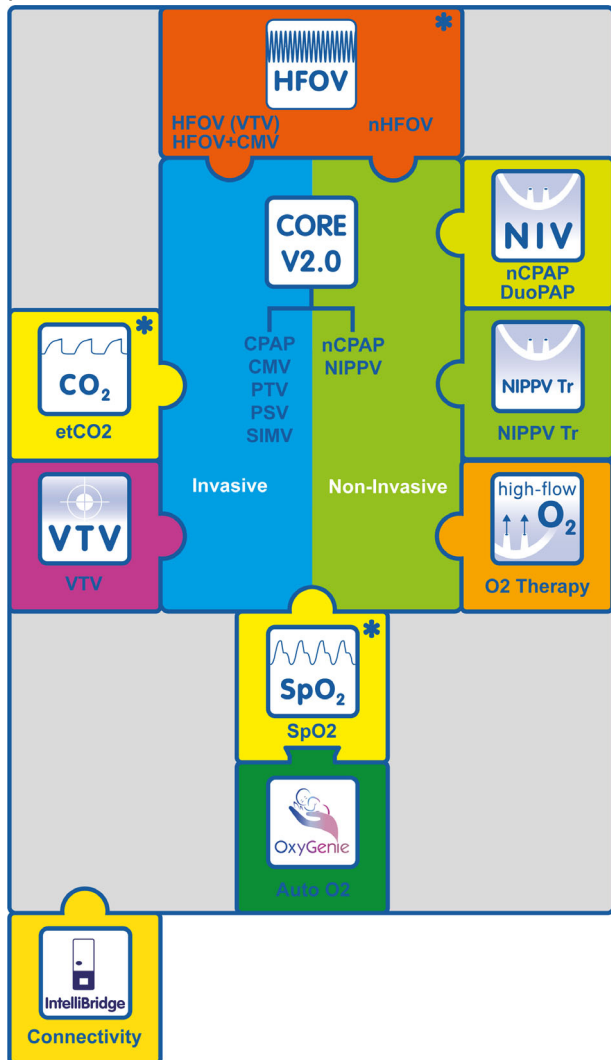 *
HFOV
HFOV (VTV)
HFOV+CMV
nHFOV
CORE
V2.0
CPAP
CMV
PTV
PSV
SIMV
nCPAP
NIPPV
NIV
nCPAP
DuoPAP
*
CO₂
etCO2
NIPPV Tr
NIPPV Tr
Invasive
Non-Invasive
VTV
VTV
high-flow
O₂
O2 Therapy
*
SpO₂
SpO2
OxyGenie
Auto O2
IntelliBridge
Connectivity